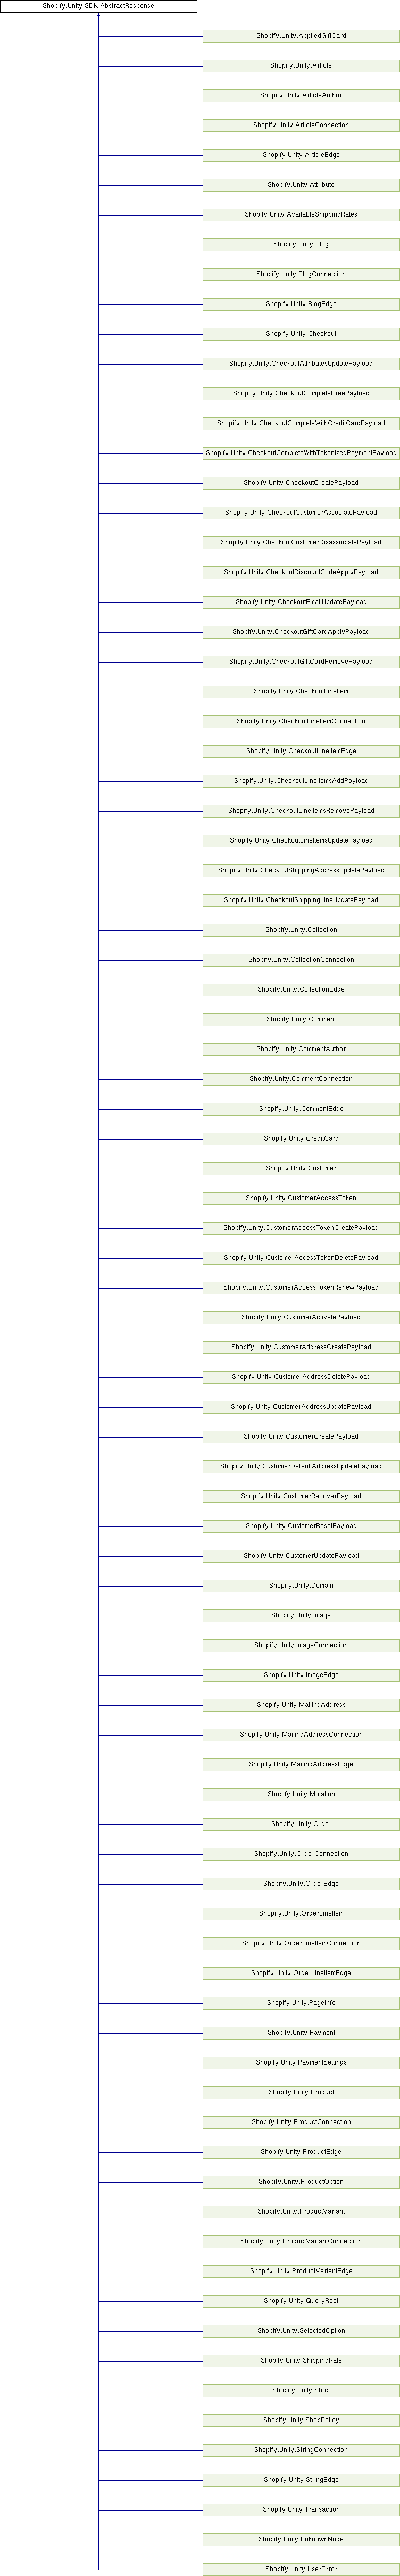 Shopify.Unity.SDK.AbstractResponse
Shopify.Unity.AppliedGiftCard
Shopify.Unity.Article
Shopify.Unity.ArticleAuthor
Shopify.Unity.ArticleConnection
Shopify.Unity.ArticleEdge
Shopify.Unity.Attribute
Shopify.Unity.AvailableShippingRates
Shopify.Unity.Blog
Shopify.Unity.BlogConnection
Shopify.Unity.BlogEdge
Shopify.Unity.Checkout
Shopify.Unity.CheckoutAttributesUpdatePayload
Shopify.Unity.CheckoutCompleteFreePayload
Shopify.Unity.CheckoutCompleteWithCreditCardPayload
Shopify.Unity.CheckoutCompleteWithTokenizedPaymentPayload
Shopify.Unity.CheckoutCreatePayload
Shopify.Unity.CheckoutCustomerAssociatePayload
Shopify.Unity.CheckoutCustomerDisassociatePayload
Shopify.Unity.CheckoutDiscountCodeApplyPayload
Shopify.Unity.CheckoutEmailUpdatePayload
Shopify.Unity.CheckoutGiftCardApplyPayload
Shopify.Unity.CheckoutGiftCardRemovePayload
Shopify.Unity.CheckoutLineItem
Shopify.Unity.CheckoutLineItemConnection
Shopify.Unity.CheckoutLineItemEdge
Shopify.Unity.CheckoutLineItemsAddPayload
Shopify.Unity.CheckoutLineItemsRemovePayload
Shopify.Unity.CheckoutLineItemsUpdatePayload
Shopify.Unity.CheckoutShippingAddressUpdatePayload
Shopify.Unity.CheckoutShippingLineUpdatePayload
Shopify.Unity.Collection
Shopify.Unity.CollectionConnection
Shopify.Unity.CollectionEdge
Shopify.Unity.Comment
Shopify.Unity.CommentAuthor
Shopify.Unity.CommentConnection
Shopify.Unity.CommentEdge
Shopify.Unity.CreditCard
Shopify.Unity.Customer
Shopify.Unity.CustomerAccessToken
Shopify.Unity.CustomerAccessTokenCreatePayload
Shopify.Unity.CustomerAccessTokenDeletePayload
Shopify.Unity.CustomerAccessTokenRenewPayload
Shopify.Unity.CustomerActivatePayload
Shopify.Unity.CustomerAddressCreatePayload
Shopify.Unity.CustomerAddressDeletePayload
Shopify.Unity.CustomerAddressUpdatePayload
Shopify.Unity.CustomerCreatePayload
Shopify.Unity.CustomerDefaultAddressUpdatePayload
Shopify.Unity.CustomerRecoverPayload
Shopify.Unity.CustomerResetPayload
Shopify.Unity.CustomerUpdatePayload
Shopify.Unity.Domain
Shopify.Unity.Image
Shopify.Unity.ImageConnection
Shopify.Unity.ImageEdge
Shopify.Unity.MailingAddress
Shopify.Unity.MailingAddressConnection
Shopify.Unity.MailingAddressEdge
Shopify.Unity.Mutation
Shopify.Unity.Order
Shopify.Unity.OrderConnection
Shopify.Unity.OrderEdge
Shopify.Unity.OrderLineItem
Shopify.Unity.OrderLineItemConnection
Shopify.Unity.OrderLineItemEdge
Shopify.Unity.PageInfo
Shopify.Unity.Payment
Shopify.Unity.PaymentSettings
Shopify.Unity.Product
Shopify.Unity.ProductConnection
Shopify.Unity.ProductEdge
Shopify.Unity.ProductOption
Shopify.Unity.ProductVariant
Shopify.Unity.ProductVariantConnection
Shopify.Unity.ProductVariantEdge
Shopify.Unity.QueryRoot
Shopify.Unity.SelectedOption
Shopify.Unity.ShippingRate
Shopify.Unity.Shop
Shopify.Unity.ShopPolicy
Shopify.Unity.StringConnection
Shopify.Unity.StringEdge
Shopify.Unity.Transaction
Shopify.Unity.UnknownNode
Shopify.Unity.UserError